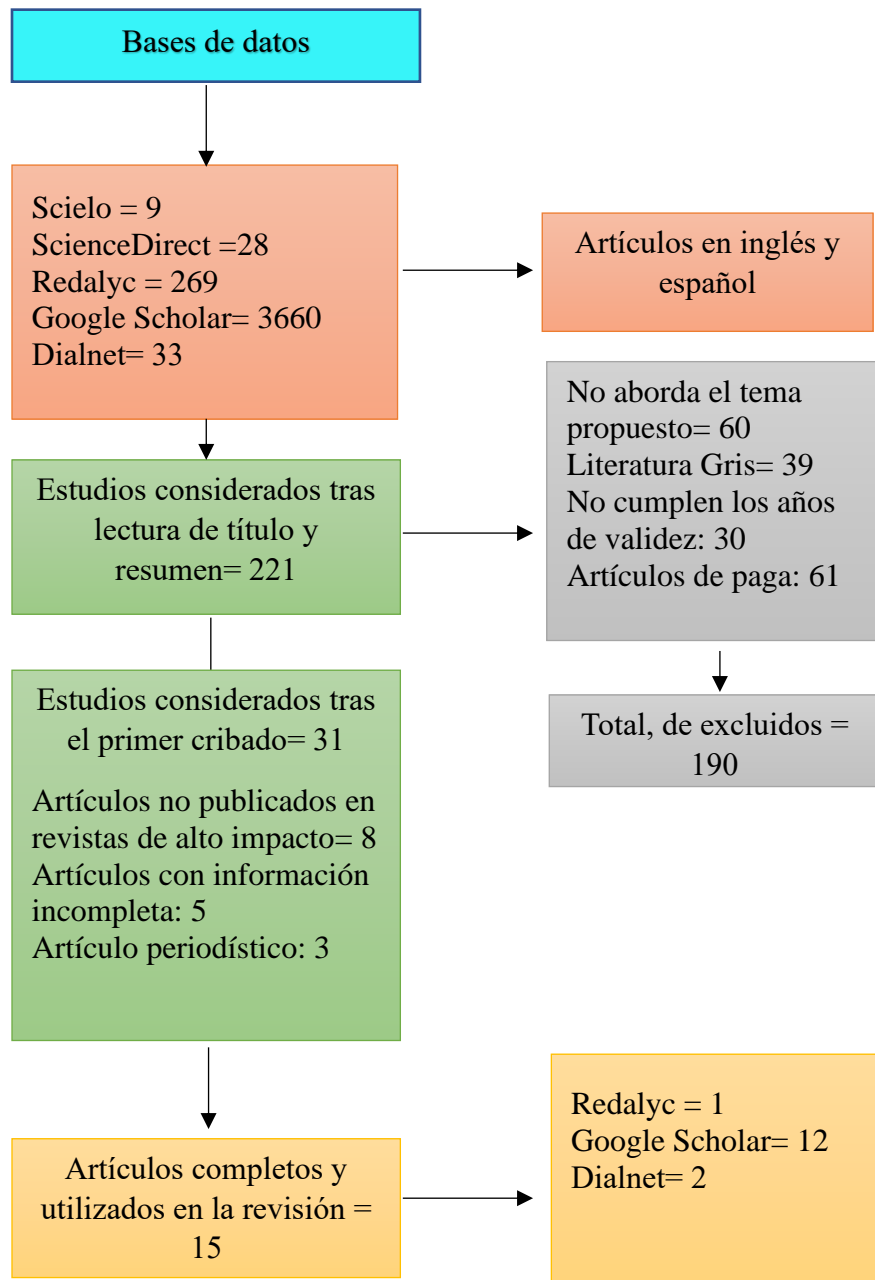 Bases de datos
Scielo = 9
ScienceDirect =28
Redalyc = 269
Google Scholar= 3660
Dialnet= 33
Artículos en inglés y
español
Estudios considerados tras
lectura de título y
resumen= 221
No aborda el tema
propuesto= 60
Literatura Gris= 39
No cumplen los años
de validez: 30
Artículos de paga: 61
Total, de excluidos =
190
Estudios considerados tras
el primer cribado= 31
Artículos no publicados en
revistas de alto impacto= 8
Artículos con información
incompleta: 5
Artículo periodístico: 3
Artículos completos y
utilizados en la revisión =
15
Redalyc = 1
Google Scholar= 12
Dialnet= 2